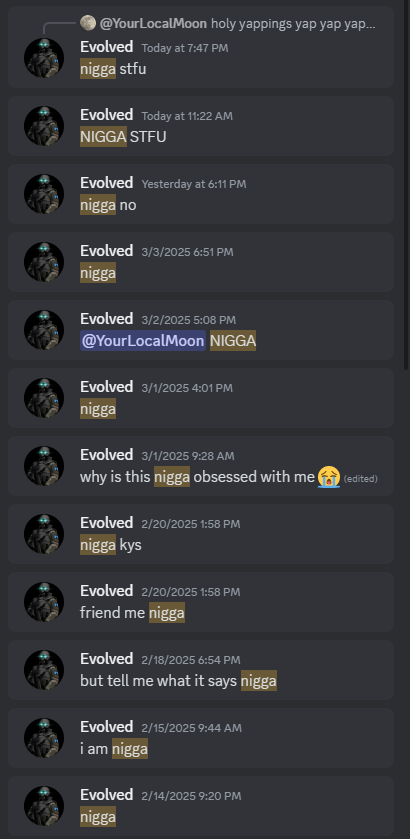 @YourLocalMoon holy yappings yap yap yap...
Evolved Today at 7:47 PM
nigga stfu
Evolved Today at 11:22 AM
NIGGA STFU
Evolved Yesterday at 6:11 PM
nigga no
Evolved 3/3/2025 6:51 PM
nigga
Evolved 3/2/2025 5:08 PM
@YourLocalMoon NIGGA
Evolved 3/1/2025 4:01 PM
nigga
Evolved 3/1/2025 9:28 AM
why is this nigga obsessed with me 😭 (edited)
Evolved 2/20/2025 1:58 PM
nigga kys
Evolved 2/20/2025 1:58 PM
friend me nigga
Evolved 2/18/2025 6:54 PM
but tell me what it says nigga
Evolved 2/15/2025 9:44 AM
i am nigga
Evolved 2/14/2025 9:20 PM
nigga